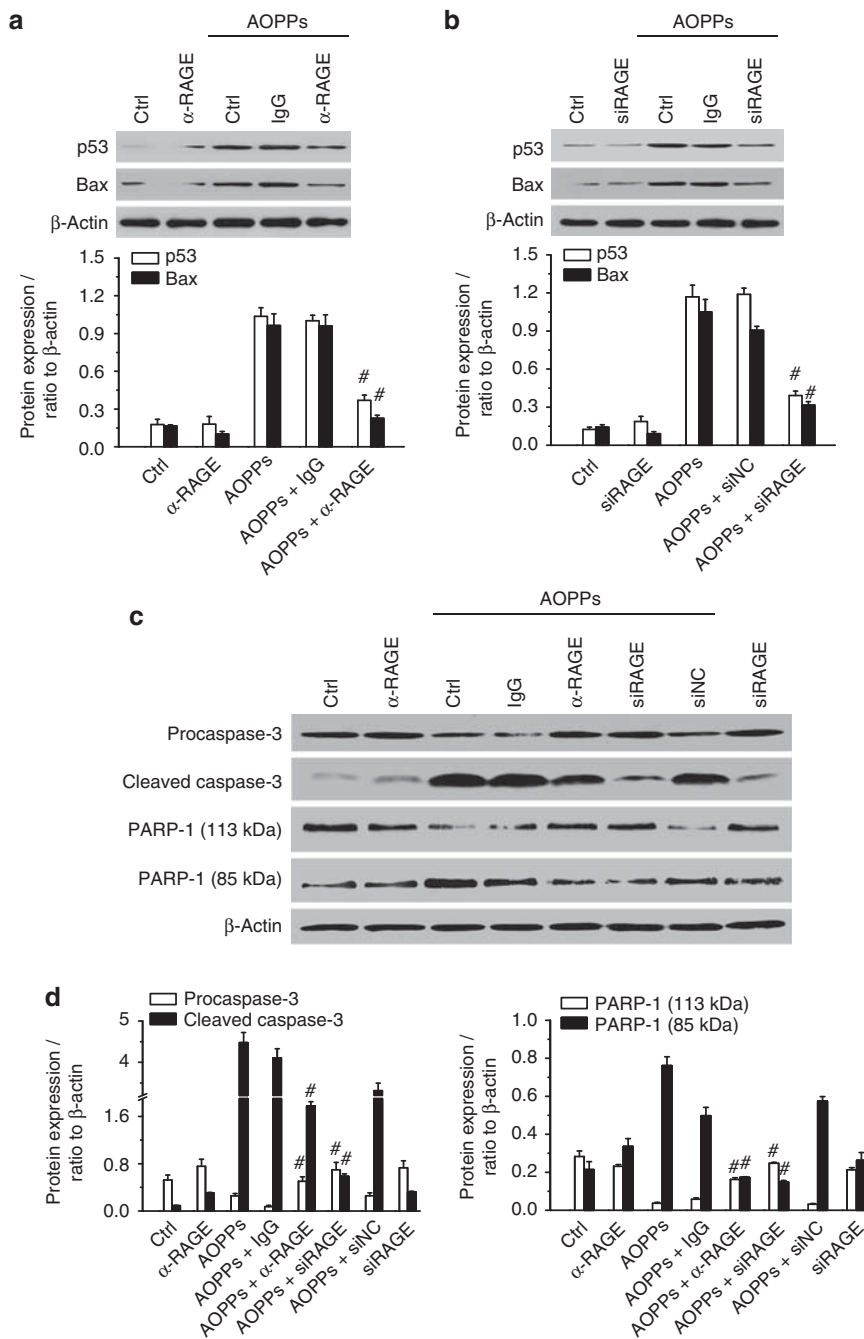 a
AOPPs
Ctrl
α-RAGE
Ctrl
IgG
α-RAGE
p53
Bax
β-Actin
Protein expression /
ratio to β-actin
1.5
1.2
0.9
0.6
0.3
0.0
p53
Bax
#
#
Ctrl
α-RAGE
AOPPs
AOPPs + IgG
AOPPs + α-RAGE
b
AOPPs
Ctrl
siRAGE
Ctrl
IgG
siRAGE
p53
Bax
β-Actin
Protein expression /
ratio to β-actin
1.5
1.2
0.9
0.6
0.3
0.0
p53
Bax
#
#
Ctrl
siRAGE
AOPPs
AOPPs + siNC
AOPPs + siRAGE
c
AOPPs
Ctrl
α-RAGE
Ctrl
IgG
α-RAGE
siRAGE
siNC
siRAGE
Procaspase-3
Cleaved caspase-3
PARP-1 (113 kDa)
PARP-1 (85 kDa)
β-Actin
d
Procaspase-3
Cleaved caspase-3
Protein expression /
ratio to β-actin
5
4
1.6
0.8
0.0
#
#
#
#
Ctrl
α-RAGE
AOPPs
AOPPs + IgG
AOPPs + α-RAGE
AOPPs + siRAGE
AOPPs + siNC
siRAGE
PARP-1 (113 kDa)
PARP-1 (85 kDa)
Protein expression /
ratio to β-actin
1.0
0.8
0.6
0.4
0.2
0.0
#
#
#
#
Ctrl
α-RAGE
AOPPs
AOPPs + IgG
AOPPs + α-RAGE
AOPPs + siRAGE
AOPPs + siNC
siRAGE